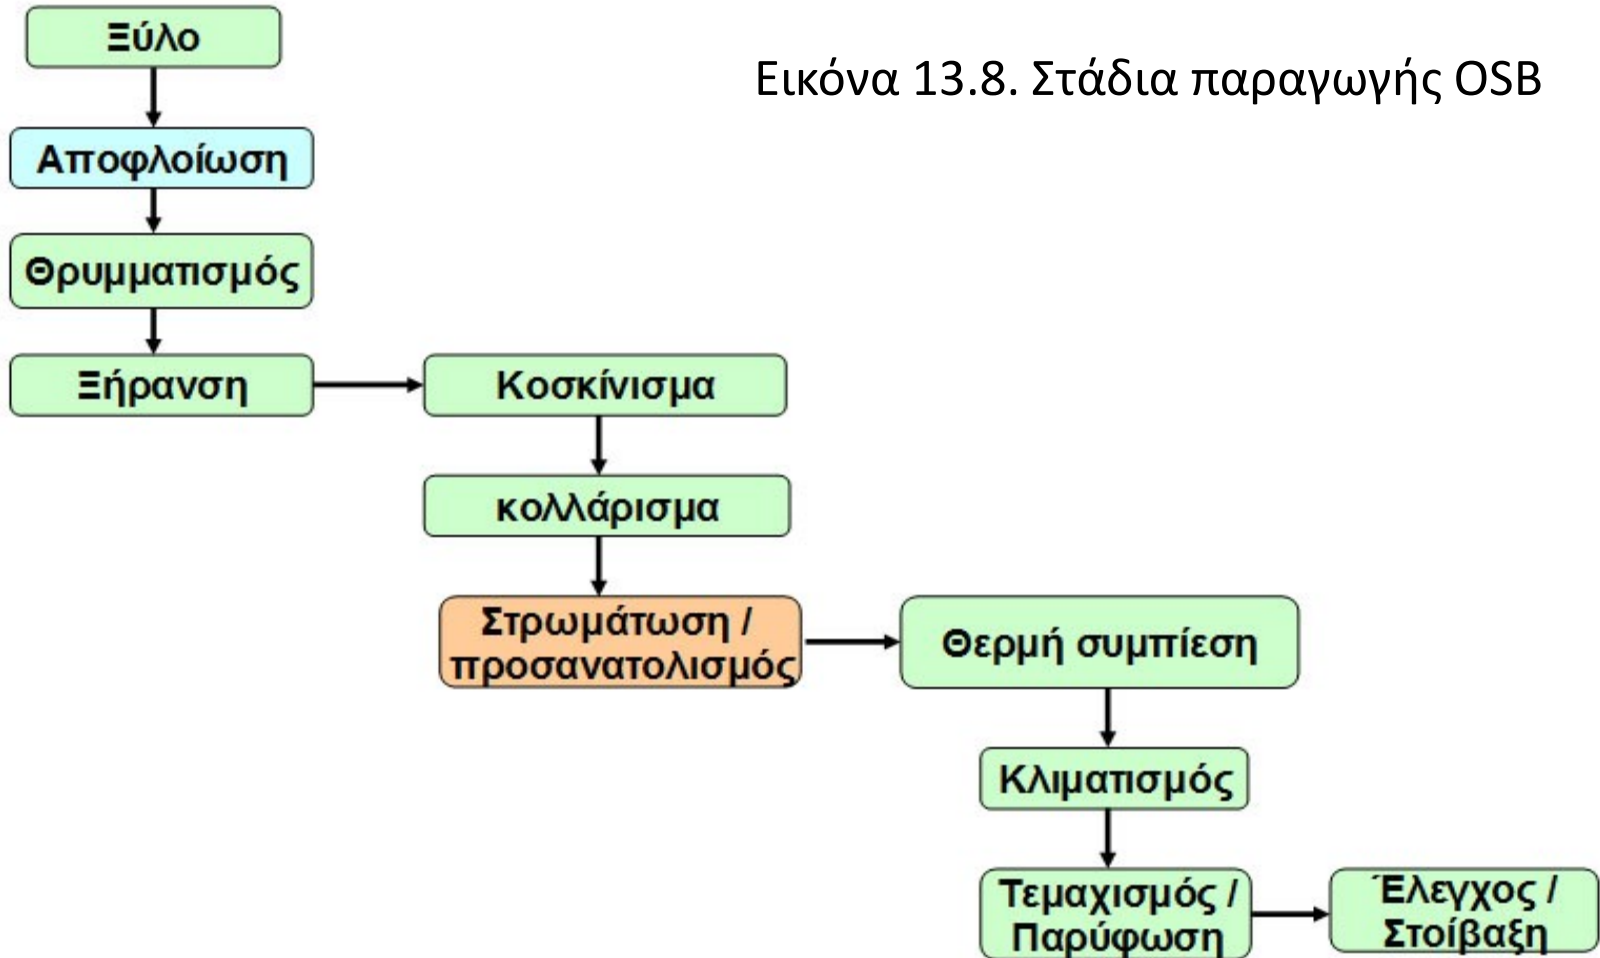 Εικόνα 13.8. Στάδια παραγωγής OSB
Ξύλο
Αποφλοίωση
Θρυμματισμός
Ξήρανση
Κοσκίνισμα
κολλάρισμα
Στρωμάτωση /
προσανατολισμός
Θερμή συμπίεση
Κλιματισμός
Τεμαχισμός /
Παρύφωση
Έλεγχος /
Στοίβαξη